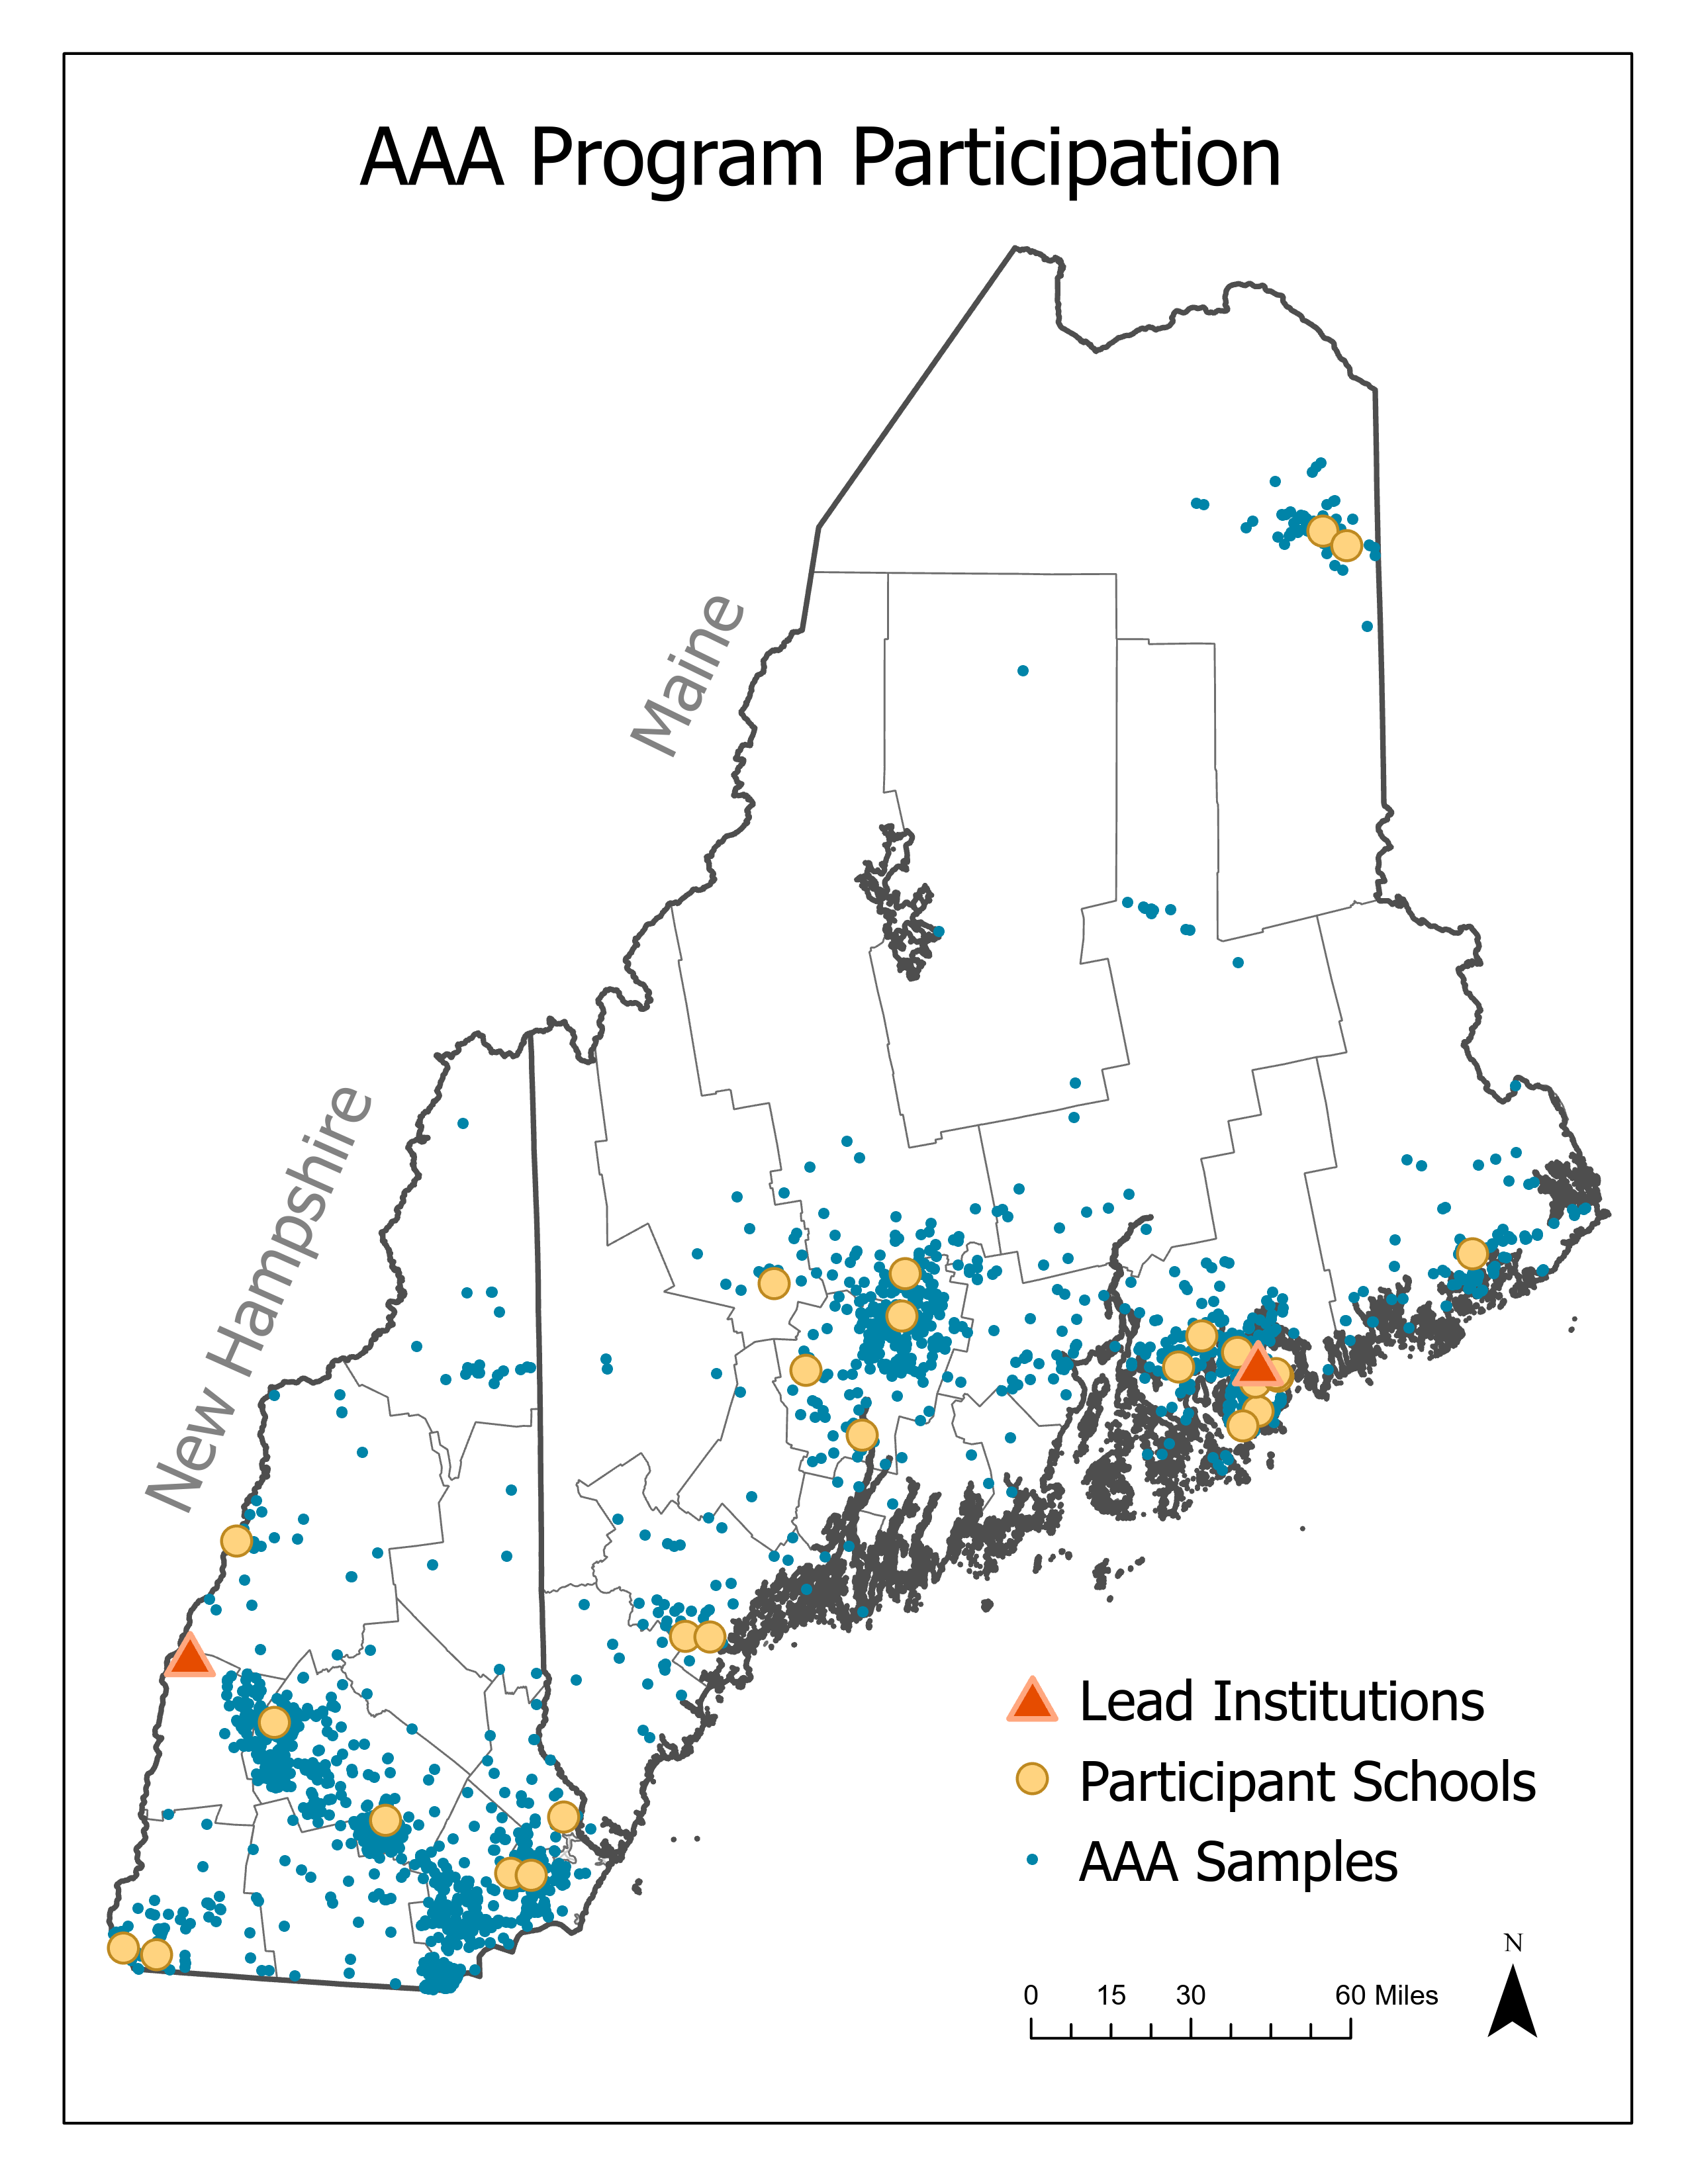 AAA Program Participation
Maine
New Hampshire
Lead Institutions
Participant Schools
AAA Samples
N
0 15 30 60 Miles